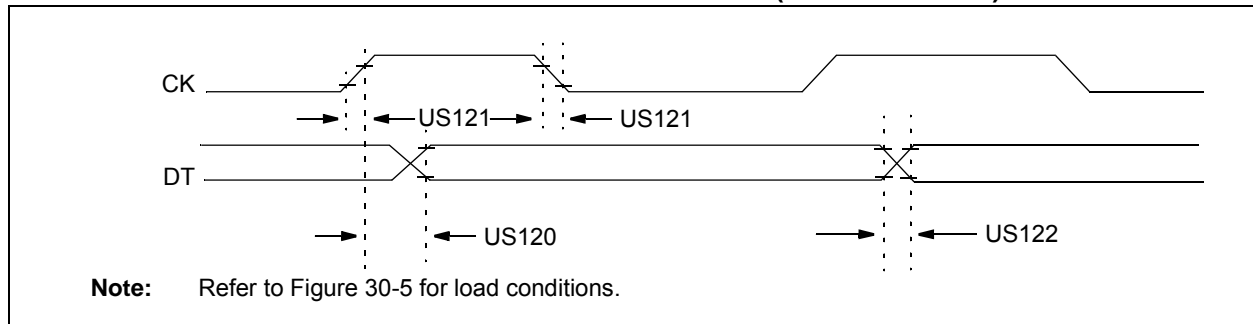 CK
US121 US121
DT
US120 US122
Note: Refer to Figure 30-5 for load conditions.